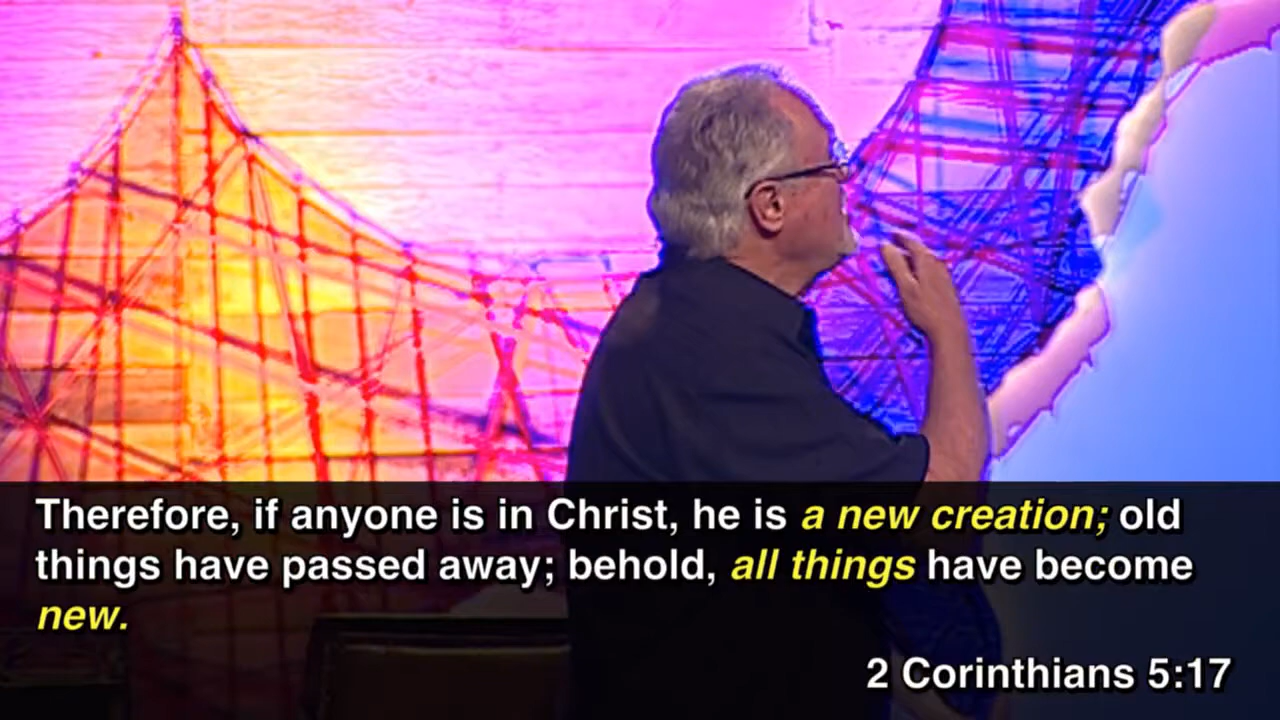 Therefore, if anyone is in Christ, he is a new creation; old
things have passed away; behold, all things have become
new.
2 Corinthians 5:17